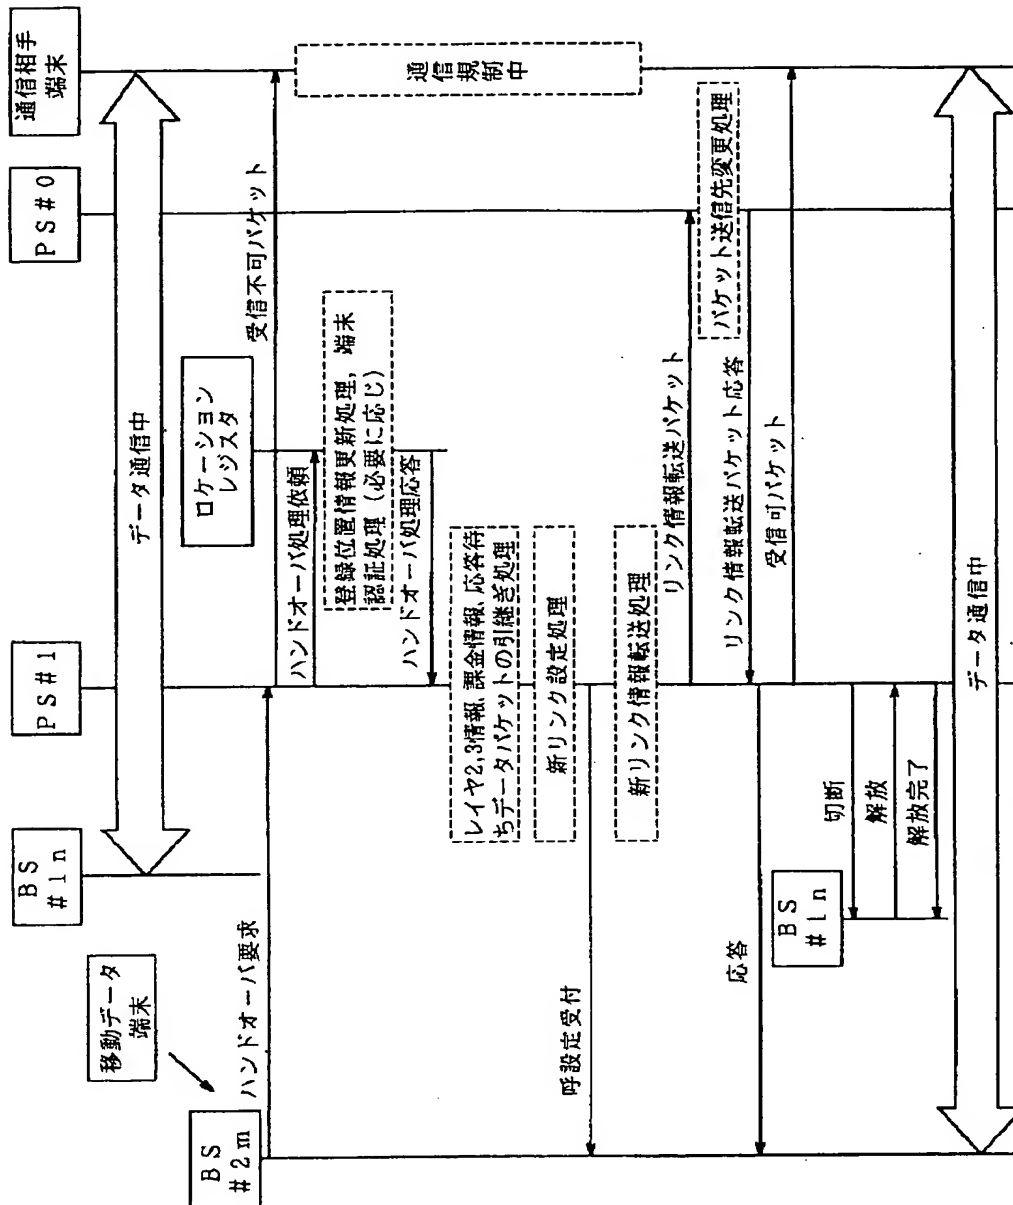 通信相手
端末
PS#0
PS#1
BS
#1n
移動データ
端末
BS
#2m
データ通信中
ハンドオーバ要求
受信不可パケット
ロケーション
レジスタ
通信規制中
ハンドオーバ処理依頼
登録位置情報更新処理, 端末
認証処理 (必要に応じ)
ハンドオーバ処理応答
レイヤ2,3情報、課金情報、応答待
ちデータパケットの引継ぎ処理
新リンク設定処理
呼設定受付
新リンク情報転送処理
リンク情報転送パケット
パケット送信先変更処理
リンク情報転送パケット応答
応答
受信可パケット
BS
#1n
切断
解放
解放完了
データ通信中